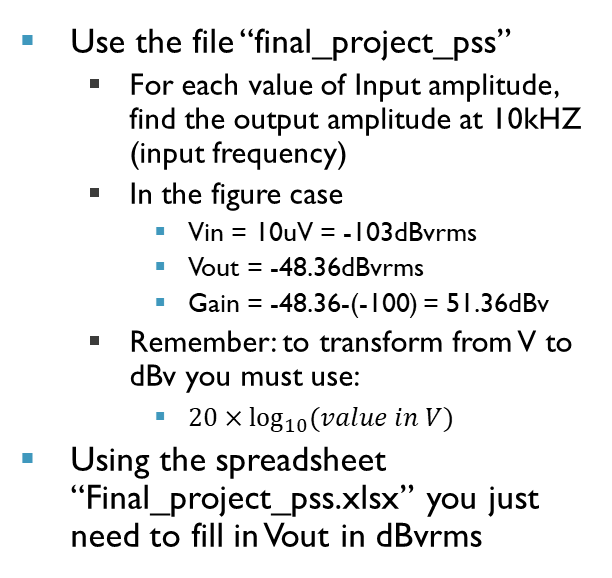 Use the file “final_project_pss”
For each value of Input amplitude,
find the output amplitude at 10kHZ
(input frequency)
In the figure case
Vin = 10uV = -103dBvrms
Vout = -48.36dBvrms
Gain = -48.36-(-100) = 51.36dBv
Remember: to transform from V to
dBv you must use:
20 × log₁₀(value in V)
Using the spreadsheet
“Final_project_pss.xlsx” you just
need to fill in Vout in dBvrms